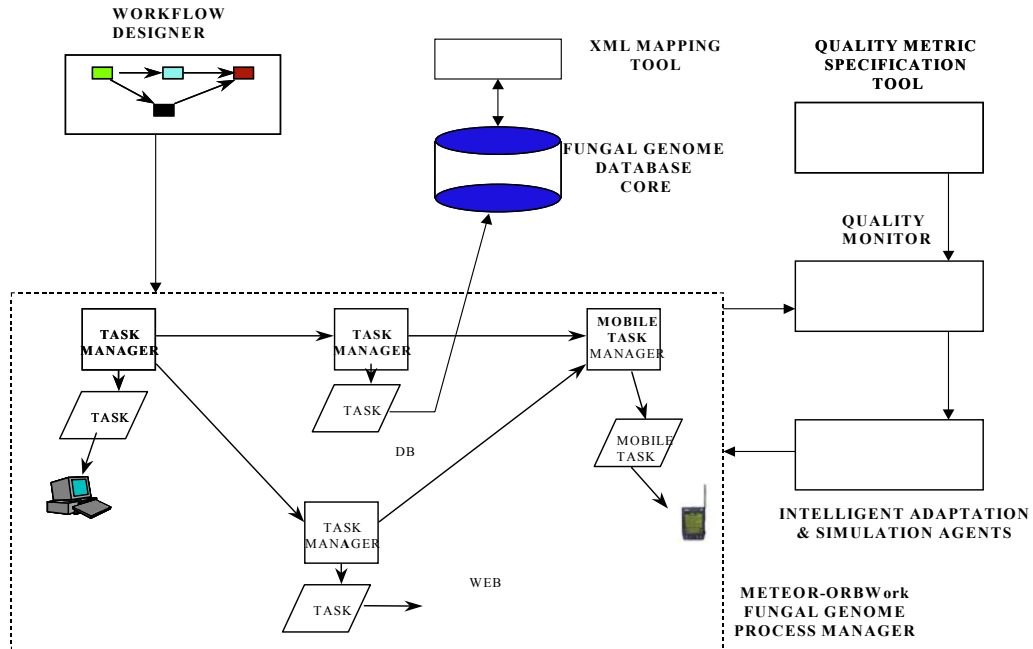 WORKFLOW
DESIGNER
XML MAPPING
TOOL
QUALITY METRIC
SPECIFICATION
TOOL
FUNGAL GENOME
DATABASE
CORE
QUALITY
MONITOR
TASK
MANAGER
TASK
MANAGER
MOBILE
TASK
MANAGER
TASK
TASK
MOBILE
TASK
DB
TASK
MANAGER
TASK
WEB
INTELLIGENT ADAPTATION
& SIMULATION AGENTS
METEOR-ORBWork
FUNGAL GENOME
PROCESS MANAGER